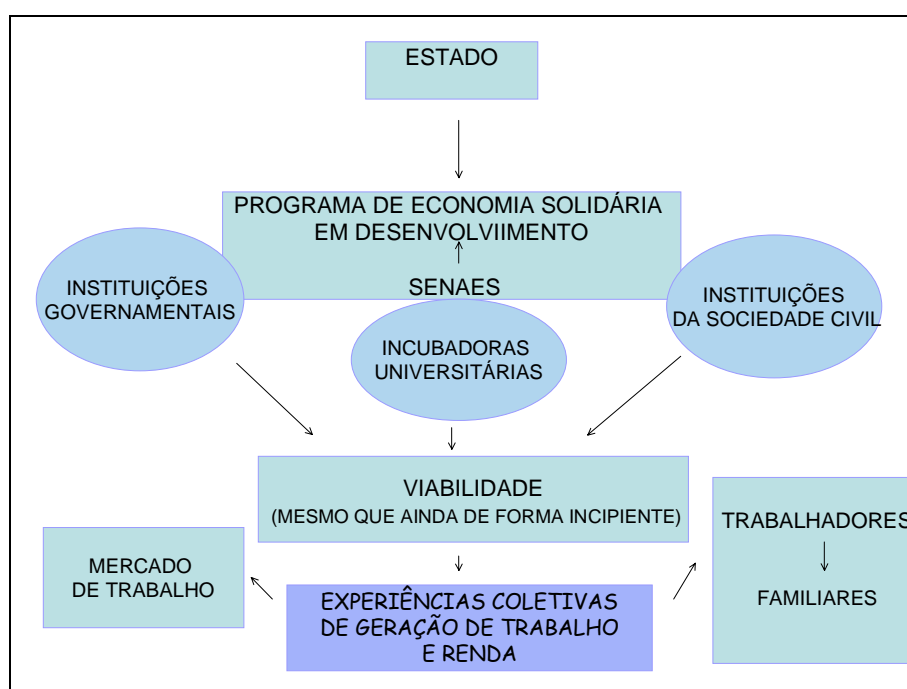 ESTADO
PROGRAMA DE ECONOMIA SOLIDÁRIA
EM DESENVOLVIIMENTO
SENAES
INSTITUIÇÕES
GOVERNAMENTAIS
INCUBADORAS
UNIVERSITÁRIAS
INSTITUIÇÕES
DA SOCIEDADE CIVIL
VIABILIDADE
(MESMO QUE AINDA DE FORMA INCIPIENTE)
MERCADO
DE TRABALHO
EXPERIÊNCIAS COLETIVAS
DE GERAÇÃO DE TRABALHO
E RENDA
TRABALHADORES
FAMILIARES